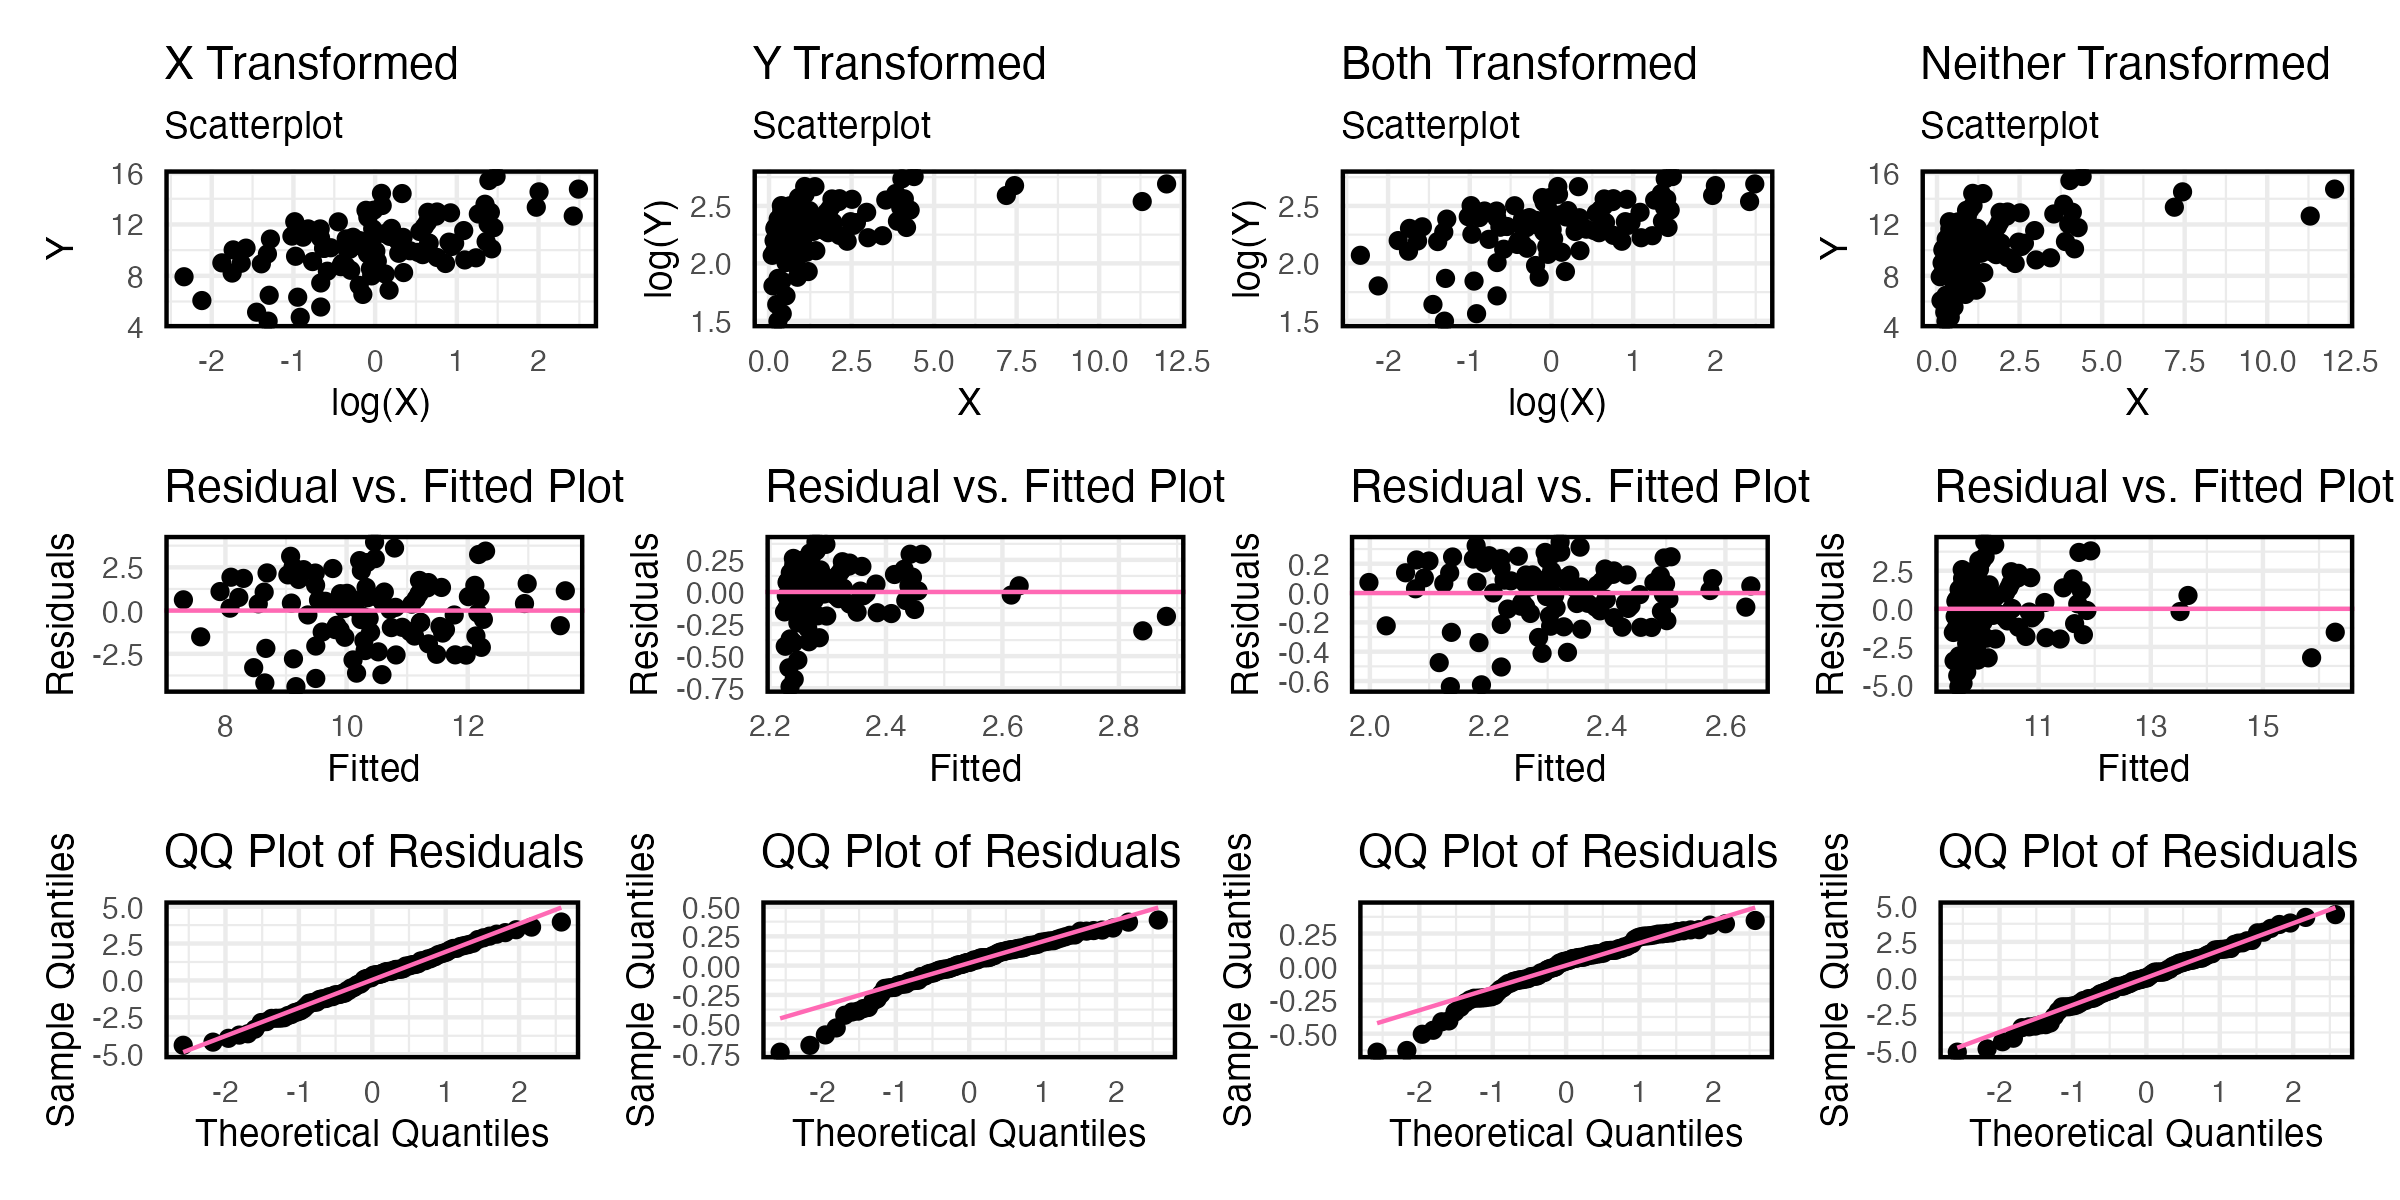 X Transformed
Scatterplot
Y
16
12
8
4
-2 -1 0 1 2
log(X)
Y Transformed
Scatterplot
log(Y)
2.5
2.0
1.5
0.0 2.5 5.0 7.5 10.0 12.5
X
Both Transformed
Scatterplot
log(Y)
2.5
2.0
1.5
-2 -1 0 1 2
log(X)
Neither Transformed
Scatterplot
Y
16
12
8
4
0.0 2.5 5.0 7.5 10.0 12.5
X
Residual vs. Fitted Plot
Residuals
2.5
0.0
-2.5
8 10 12
Fitted
Residual vs. Fitted Plot
Residuals
0.25
0.00
-0.25
-0.50
-0.75
2.2 2.4 2.6 2.8
Fitted
Residual vs. Fitted Plot
Residuals
0.2
0.0
-0.2
-0.4
-0.6
2.0 2.2 2.4 2.6
Fitted
Residual vs. Fitted Plot
Residuals
2.5
0.0
-2.5
-5.0
11 13 15
Fitted
QQ Plot of Residuals
Sample Quantiles
5.0
2.5
0.0
-2.5
-5.0
-2 -1 0 1 2
Theoretical Quantiles
QQ Plot of Residuals
Sample Quantiles
0.50
0.25
0.00
-0.25
-0.50
-0.75
-2 -1 0 1 2
Theoretical Quantiles
QQ Plot of Residuals
Sample Quantiles
0.25
0.00
-0.25
-0.50
-2 -1 0 1 2
Theoretical Quantiles
QQ Plot of Residuals
Sample Quantiles
5.0
2.5
0.0
-2.5
-5.0
-2 -1 0 1 2
Theoretical Quantiles